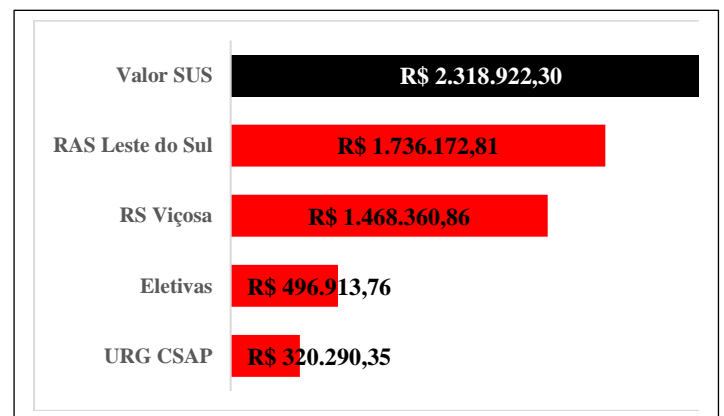 Valor SUS R$ 2.318.922,30
RAS Leste do Sul R$ 1.736.172,81
RS Viçosa R$ 1.468.360,86
Eletivas R$ 496.913,76
URG CSAP R$ 320.290,35